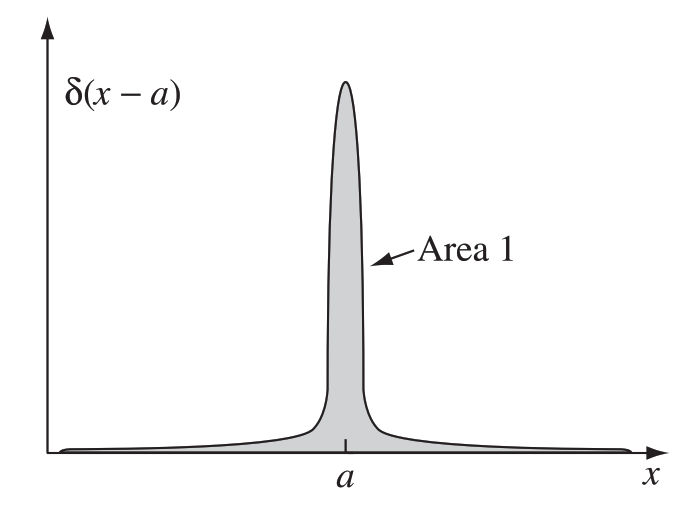 δ(x − a)
Area 1
a
x